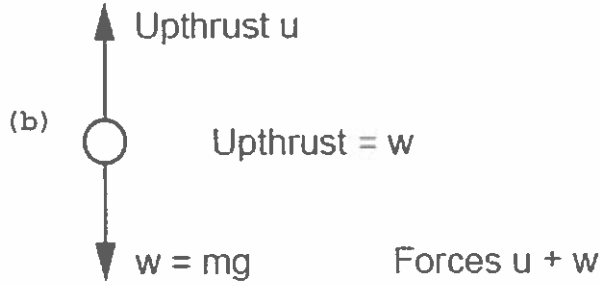 Upthrust u
(b)
Upthrust = w
w = mg
Forces u + w